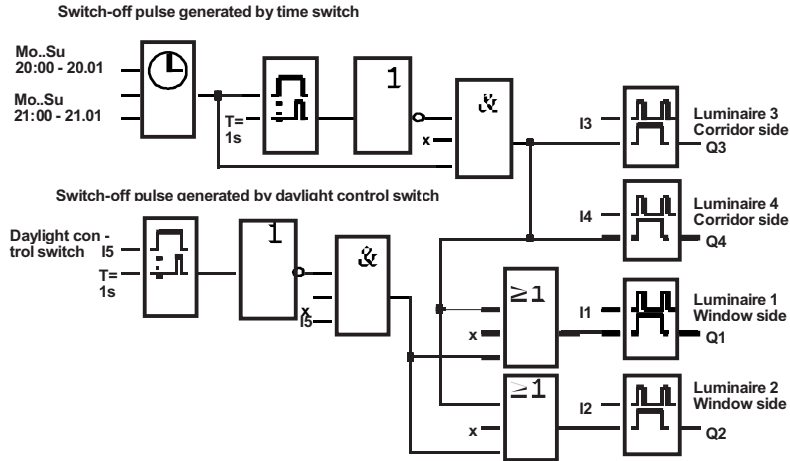 Switch-off pulse generated by time switch
Mo..Su
20:00 - 20.01
Mo..Su
21:00 - 21.01
T=
1s
1
x
&
I3
Luminaire 3
Corridor side
Q3
Switch-off pulse generated by daylight control switch
I4
Luminaire 4
Corridor side
Q4
Daylight con -
trol switch
I5
T=
1s
1
x
I5
&
≥1
x
I1
Luminaire 1
Window side
Q1
≥1
x
I2
Luminaire 2
Window side
Q2